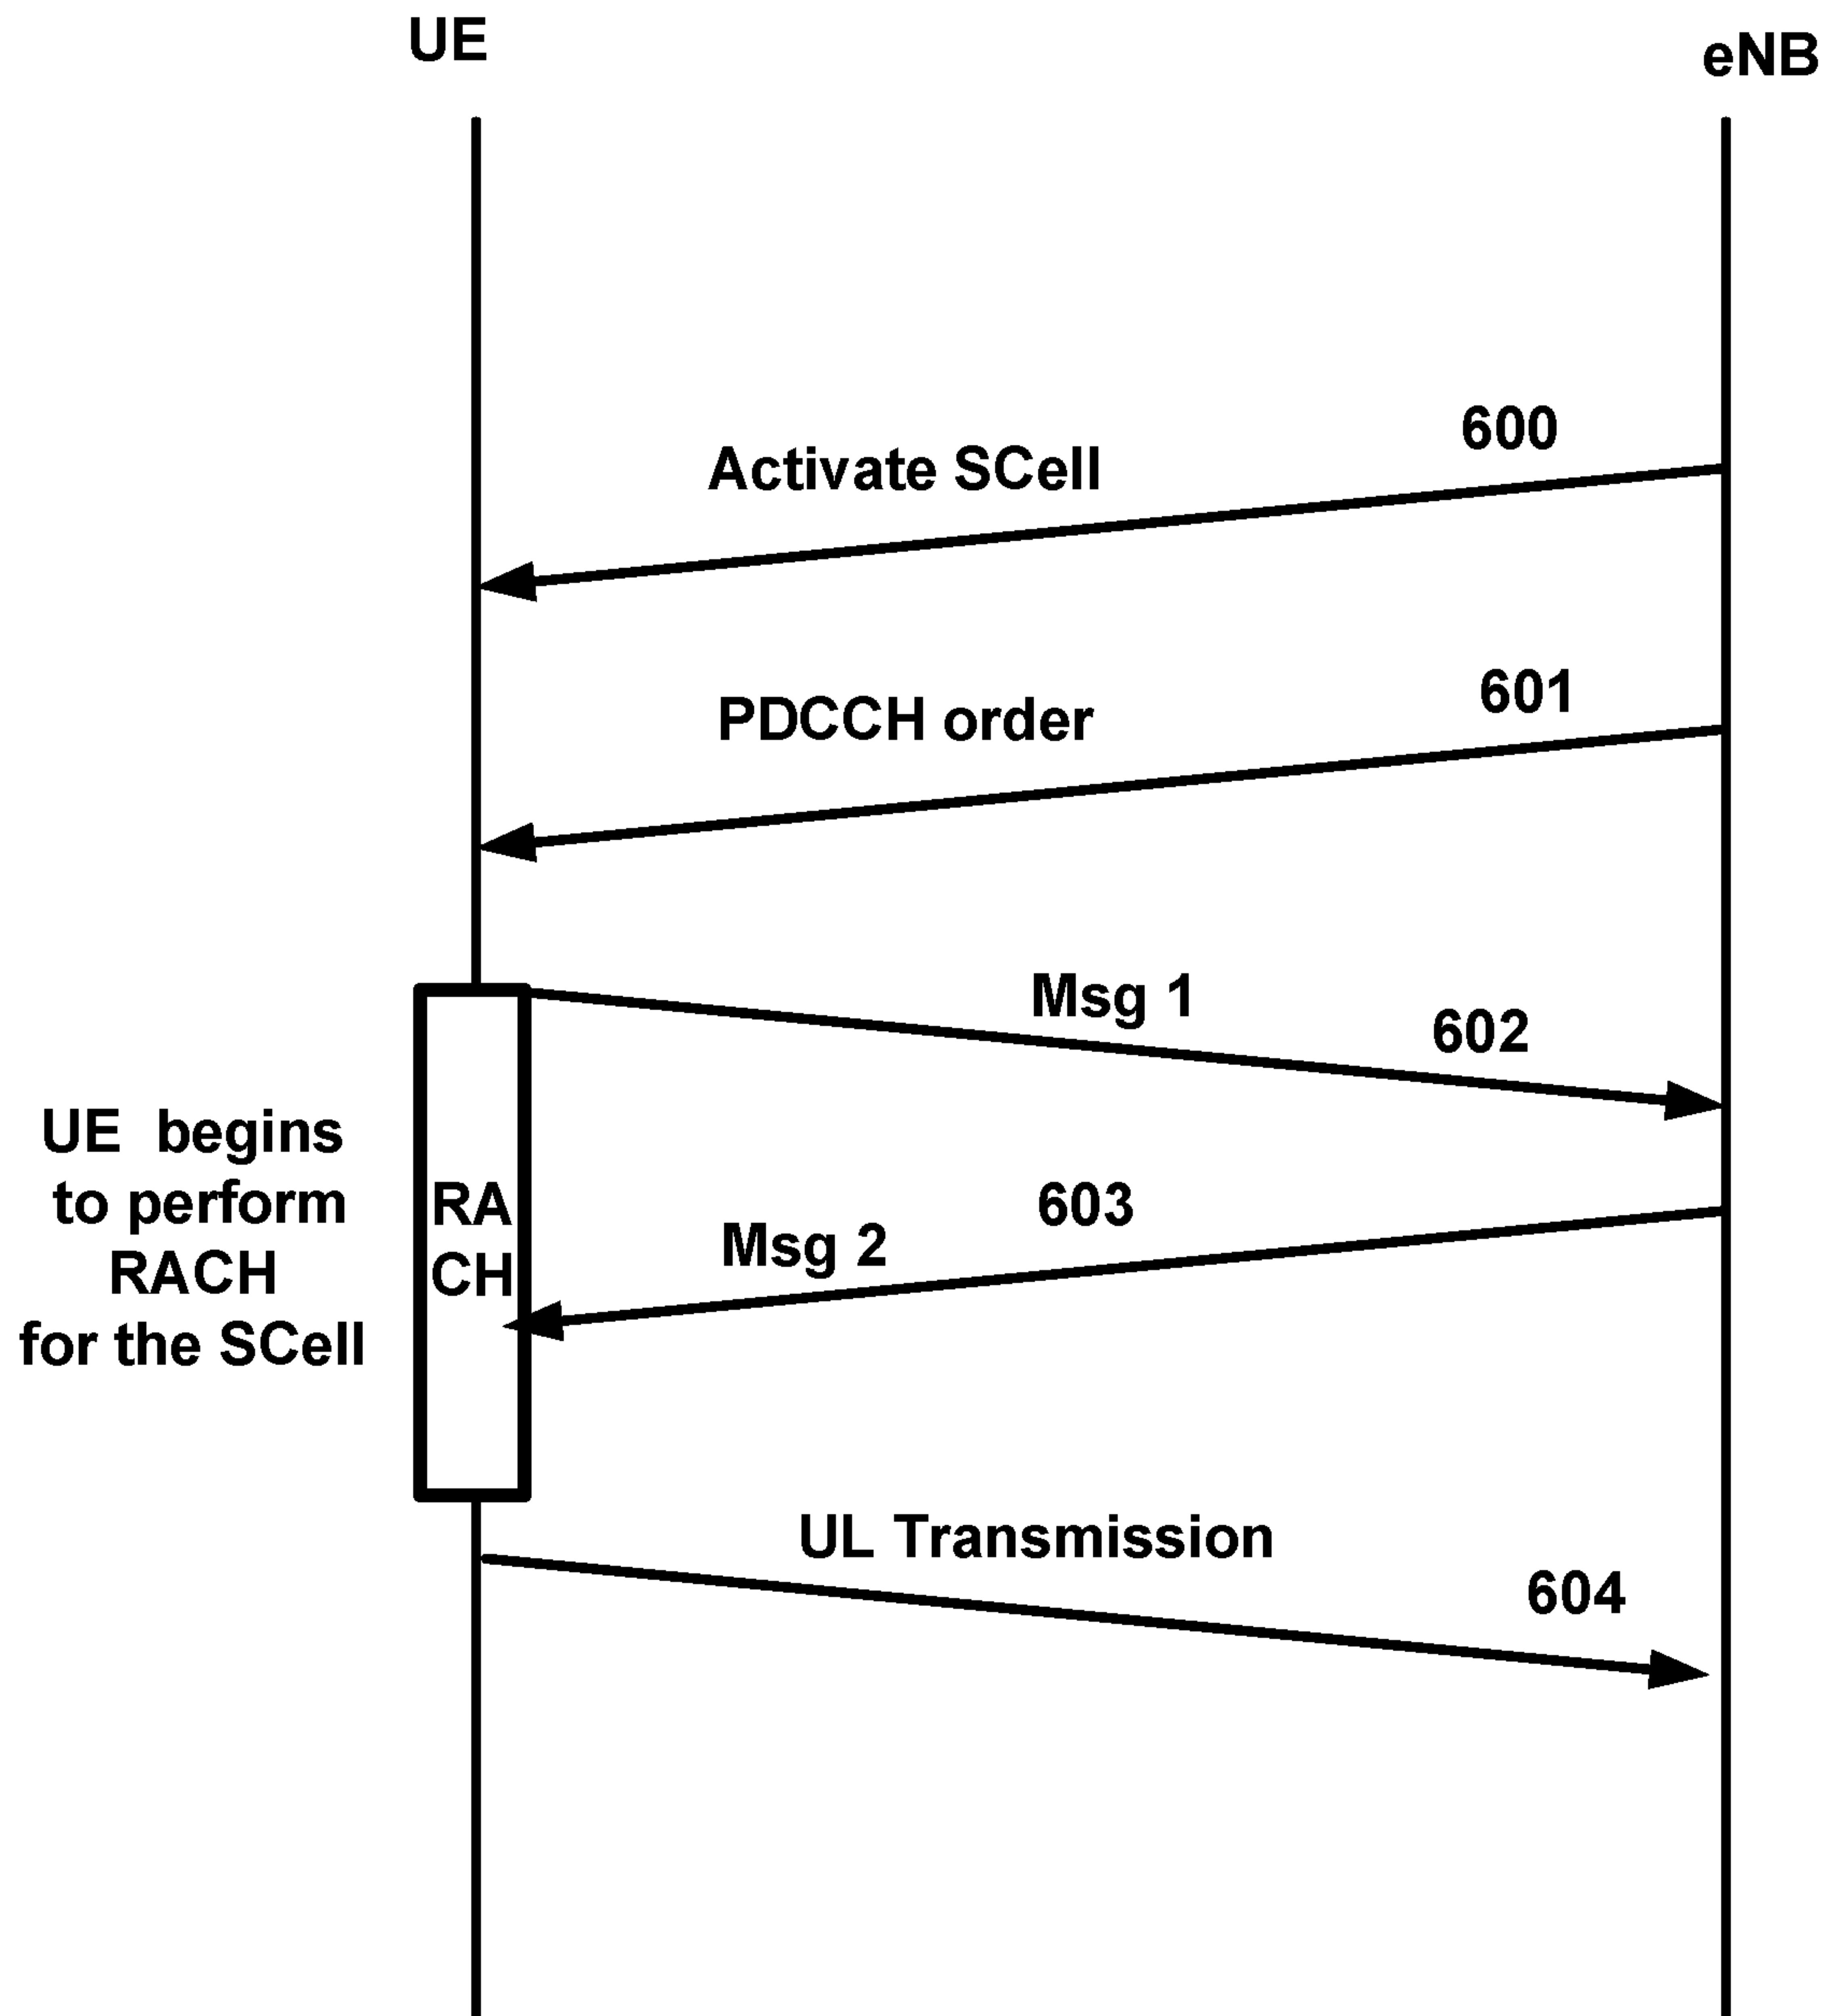 UE
eNB
600
Activate SCell
601
PDCCH order
Msg 1
602
UE begins
to perform
RACH
for the SCell
RA
CH
603
Msg 2
UL Transmission
604